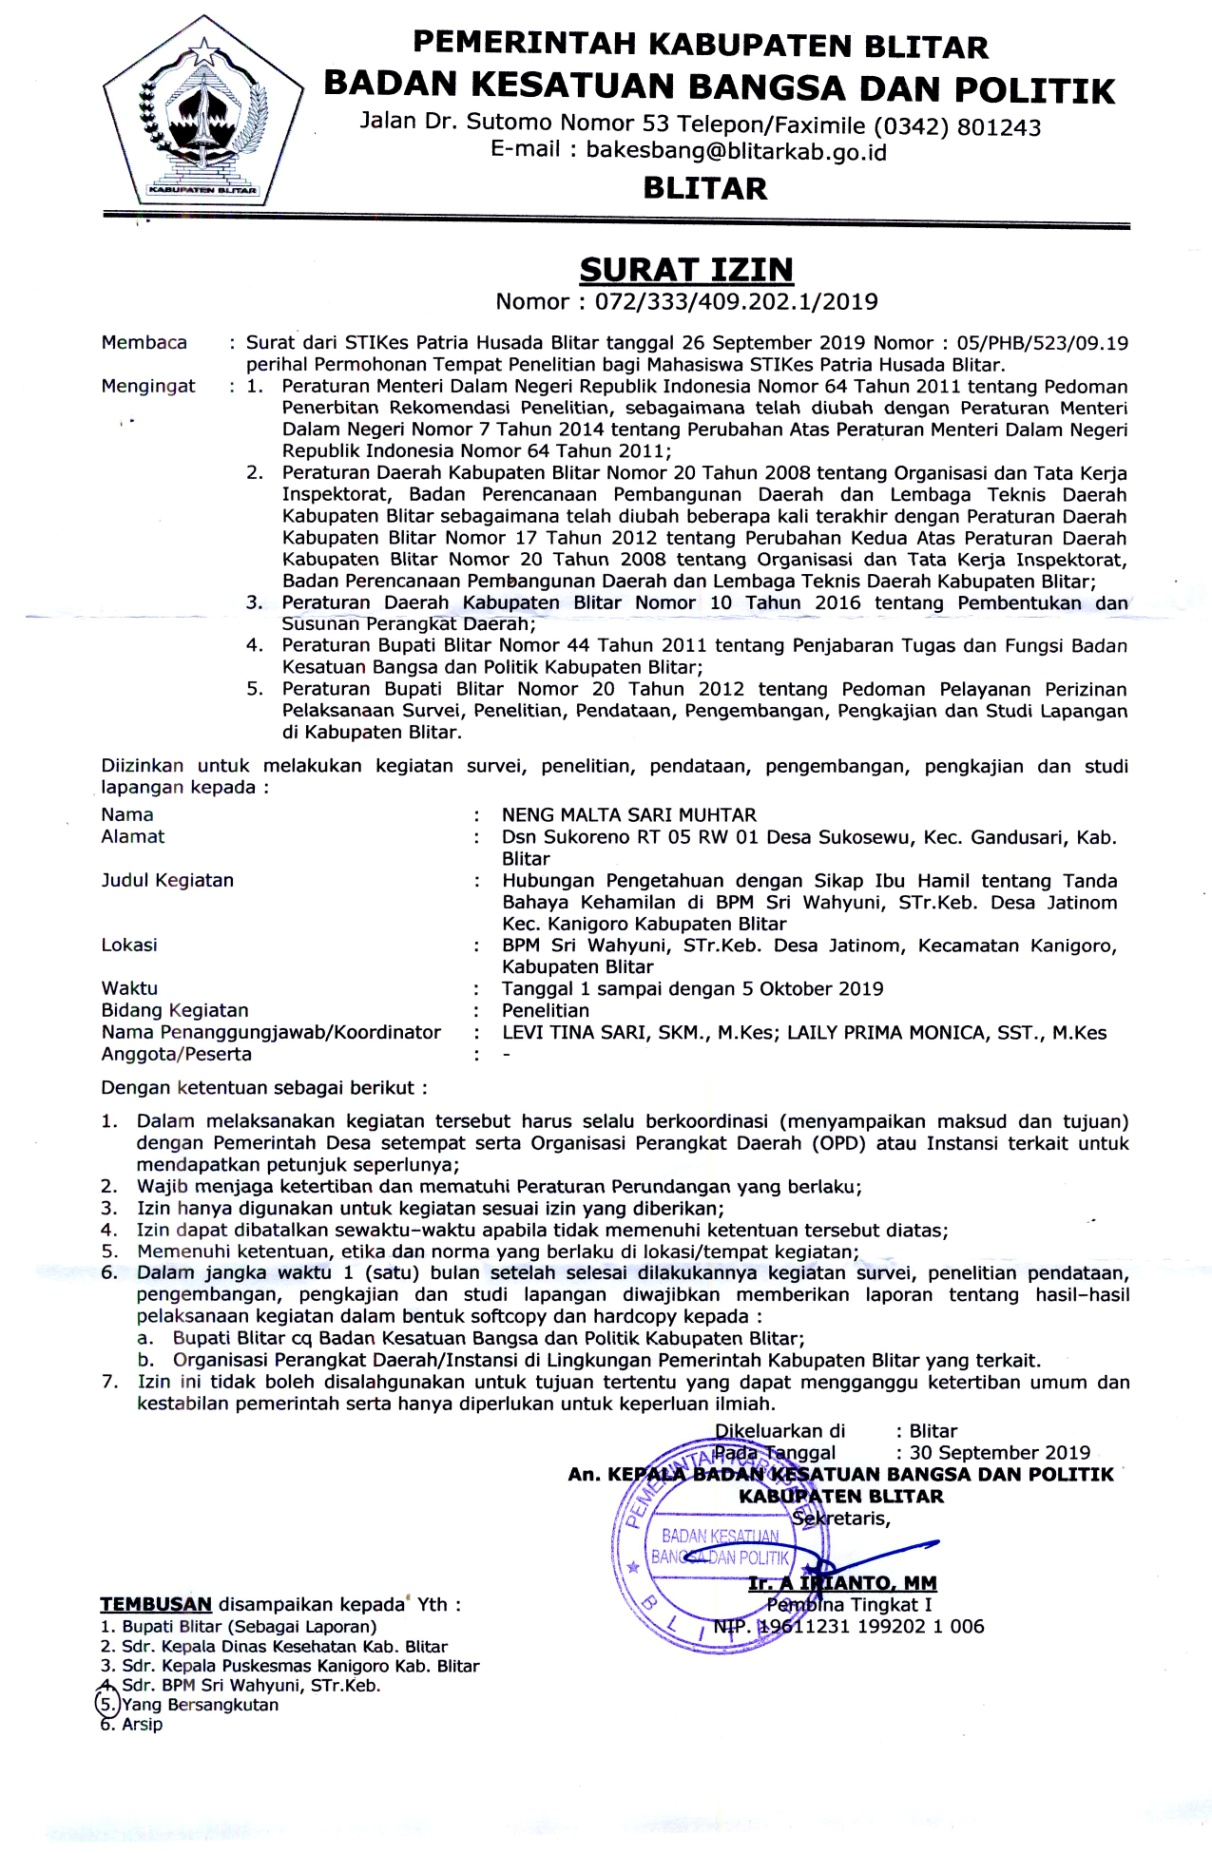 PEMERINTAH KABUPATEN BLITAR
BADAN KESATUAN BANGSA DAN POLITIK
Jalan Dr. Sutomo Nomor 53 Telepon/Faximile (0342) 801243
E-mail : bakesbang@blitarkab.go.id
BLITAR
KABUPATEN BLITAR
SURAT IZIN
Nomor : 072/333/409.202.1/2019
Membaca : Surat dari STIKes Patria Husada Blitar tanggal 26 September 2019 Nomor : 05/PHB/523/09.19
perihal Permohonan Tempat Penelitian bagi Mahasiswa STIKes Patria Husada Blitar.
Mengingat : 1. Peraturan Menteri Dalam Negeri Republik Indonesia Nomor 64 Tahun 2011 tentang Pedoman
Penerbitan Rekomendasi Penelitian, sebagaimana telah diubah dengan Peraturan Menteri
Dalam Negeri Nomor 7 Tahun 2014 tentang Perubahan Atas Peraturan Menteri Dalam Negeri
Republik Indonesia Nomor 64 Tahun 2011;
2. Peraturan Daerah Kabupaten Blitar Nomor 20 Tahun 2008 tentang Organisasi dan Tata Kerja
Inspektorat, Badan Perencanaan Pembangunan Daerah dan Lembaga Teknis Daerah
Kabupaten Blitar sebagaimana telah diubah beberapa kali terakhir dengan Peraturan Daerah
Kabupaten Blitar Nomor 17 Tahun 2012 tentang Perubahan Kedua Atas Peraturan Daerah
Kabupaten Blitar Nomor 20 Tahun 2008 tentang Organisasi dan Tata Kerja Inspektorat,
Badan Perencanaan Pembangunan Daerah dan Lembaga Teknis Daerah Kabupaten Blitar;
3. Peraturan Daerah Kabupaten Blitar Nomor 10 Tahun 2016 tentang Pembentukan dan
Susunan Perangkat Daerah;
4. Peraturan Bupati Blitar Nomor 44 Tahun 2011 tentang Penjabaran Tugas dan Fungsi Badan
Kesatuan Bangsa dan Politik Kabupaten Blitar;
5. Peraturan Bupati Blitar Nomor 20 Tahun 2012 tentang Pedoman Pelayanan Perizinan
Pelaksanaan Survei, Penelitian, Pendataan, Pengembangan, Pengkajian dan Studi Lapangan
di Kabupaten Blitar.
Diizinkan untuk melakukan kegiatan survei, penelitian, pendataan, pengembangan, pengkajian dan studi
lapangan kepada :
Nama : NENG MALTA SARI MUHTAR
Alamat : Dsn Sukoreno RT 05 RW 01 Desa Sukosewu, Kec. Gandusari, Kab.
Blitar
Judul Kegiatan : Hubungan Pengetahuan dengan Sikap Ibu Hamil tentang Tanda
Bahaya Kehamilan di BPM Sri Wahyuni, STr.Keb. Desa Jatinom
Kec. Kanigoro Kabupaten Blitar
Lokasi : BPM Sri Wahyuni, STr.Keb. Desa Jatinom, Kecamatan Kanigoro,
Kabupaten Blitar
Waktu : Tanggal 1 sampai dengan 5 Oktober 2019
Bidang Kegiatan : Penelitian
Nama Penanggungjawab/Koordinator : LEVI TINA SARI, SKM., M.Kes; LAILY PRIMA MONICA, SST., M.Kes
Anggota/Peserta : -
Dengan ketentuan sebagai berikut :
1. Dalam melaksanakan kegiatan tersebut harus selalu berkoordinasi (menyampaikan maksud dan tujuan)
dengan Pemerintah Desa setempat serta Organisasi Perangkat Daerah (OPD) atau Instansi terkait untuk
mendapatkan petunjuk seperlunya;
2. Wajib menjaga ketertiban dan mematuhi Peraturan Perundangan yang berlaku;
3. Izin hanya digunakan untuk kegiatan sesuai izin yang diberikan;
4. Izin dapat dibatalkan sewaktu-waktu apabila tidak memenuhi ketentuan tersebut diatas;
5. Memenuhi ketentuan, etika dan norma yang berlaku di lokasi/tempat kegiatan;
6. Dalam jangka waktu 1 (satu) bulan setelah selesai dilakukannya kegiatan survei, penelitian pendataan,
pengembangan, pengkajian dan studi lapangan diwajibkan memberikan laporan tentang hasil-hasil
pelaksanaan kegiatan dalam bentuk softcopy dan hardcopy kepada :
a. Bupati Blitar cq Badan Kesatuan Bangsa dan Politik Kabupaten Blitar;
b. Organisasi Perangkat Daerah/Instansi di Lingkungan Pemerintah Kabupaten Blitar yang terkait.
7. Izin ini tidak boleh disalahgunakan untuk tujuan tertentu yang dapat mengganggu ketertiban umum dan
kestabilan pemerintah serta hanya diperlukan untuk keperluan ilmiah.
Dikeluarkan di : Blitar
Pada Tanggal : 30 September 2019
An. KEPALA BADAN KESATUAN BANGSA DAN POLITIK
KABUPATEN BLITAR
Sekretaris,
PEMERINTAH KABUPATEN
BADAN KESATUAN
BANGSA DAN POLITIK
BLITAR
Ir. A IRIANTO, MM
Pembina Tingkat I
NIP. 19611231 199202 1 006
TEMBUSAN disampaikan kepada Yth :
1. Bupati Blitar (Sebagai Laporan)
2. Sdr. Kepala Dinas Kesehatan Kab. Blitar
3. Sdr. Kepala Puskesmas Kanigoro Kab. Blitar
4. Sdr. BPM Sri Wahyuni, STr.Keb.
5. Yang Bersangkutan
6. Arsip